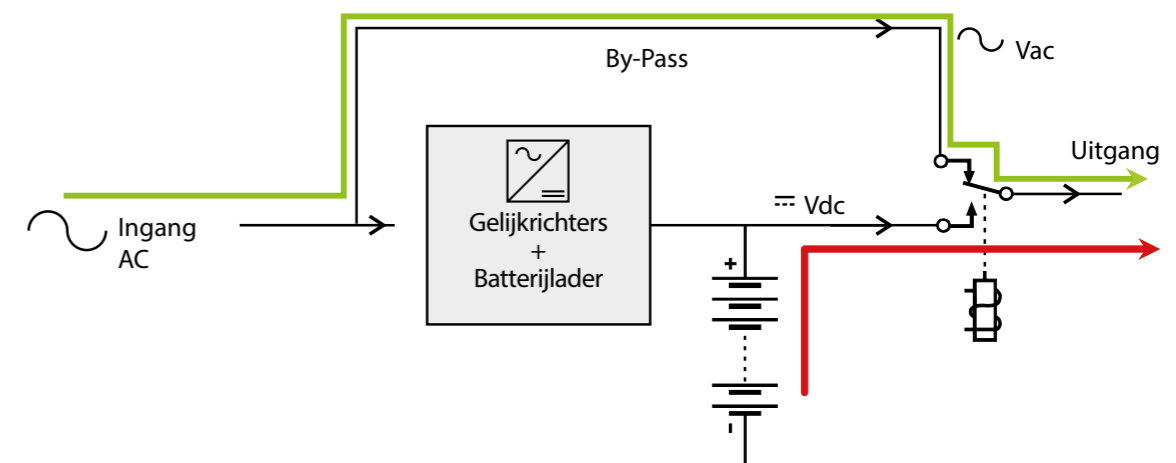 By-Pass
Vac
Uitgang
Ingang
AC
Gelijkrichters
+
Batterijlader
Vdc
+
-